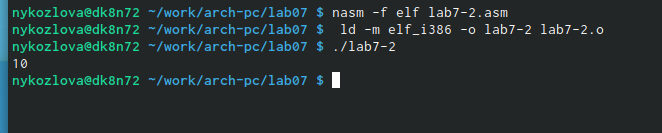 nykozlova@dk8n72 ~/work/arch-pc/lab07 $ nasm -f elf lab7-2.asm
nykozlova@dk8n72 ~/work/arch-pc/lab07 $  ld -m elf_i386 -o lab7-2 lab7-2.o
nykozlova@dk8n72 ~/work/arch-pc/lab07 $ ./lab7-2
10
nykozlova@dk8n72 ~/work/arch-pc/lab07 $